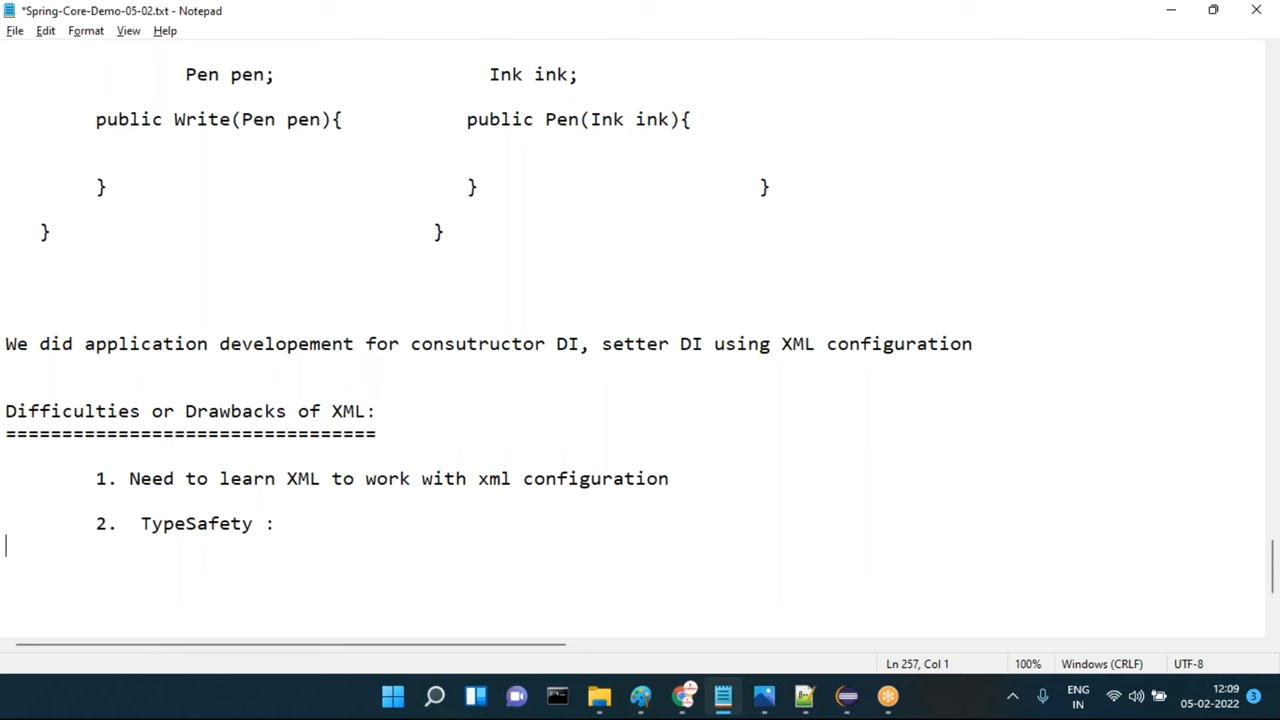 *Spring-Core-Demo-05-02.txt - Notepad
File Edit Format View Help
Pen pen; Ink ink;
public Write(Pen pen){ public Pen(Ink ink){
} } }
} }
We did application developement for consutructor DI, setter DI using XML configuration
Difficulties or Drawbacks of XML:
=================================
1. Need to learn XML to work with xml configuration
2. TypeSafety :
Ln 257, Col 1 100% Windows (CRLF) UTF-8
ENG 12:09
IN 05-02-2022 3